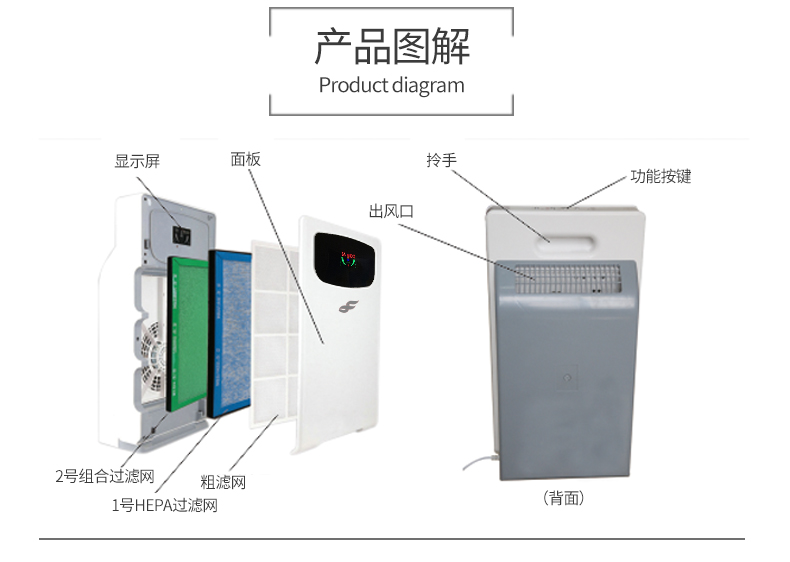 产品图解
Product diagram
显示屏
面板
拎手
功能按键
出风口
2号组合过滤网
粗滤网
1号HEPA过滤网
（背面）